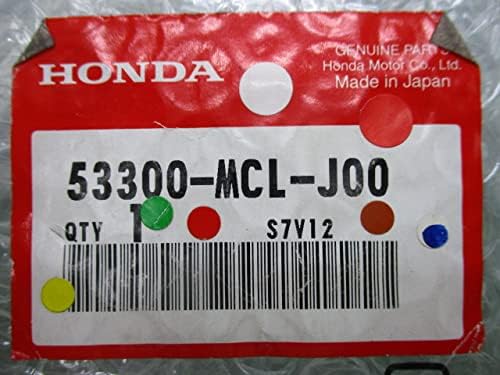 HONDA
GENUINE PARTS
Honda Motor Co., Ltd.
Made in Japan
53300-MCL-J00
QTY 1 S7V12